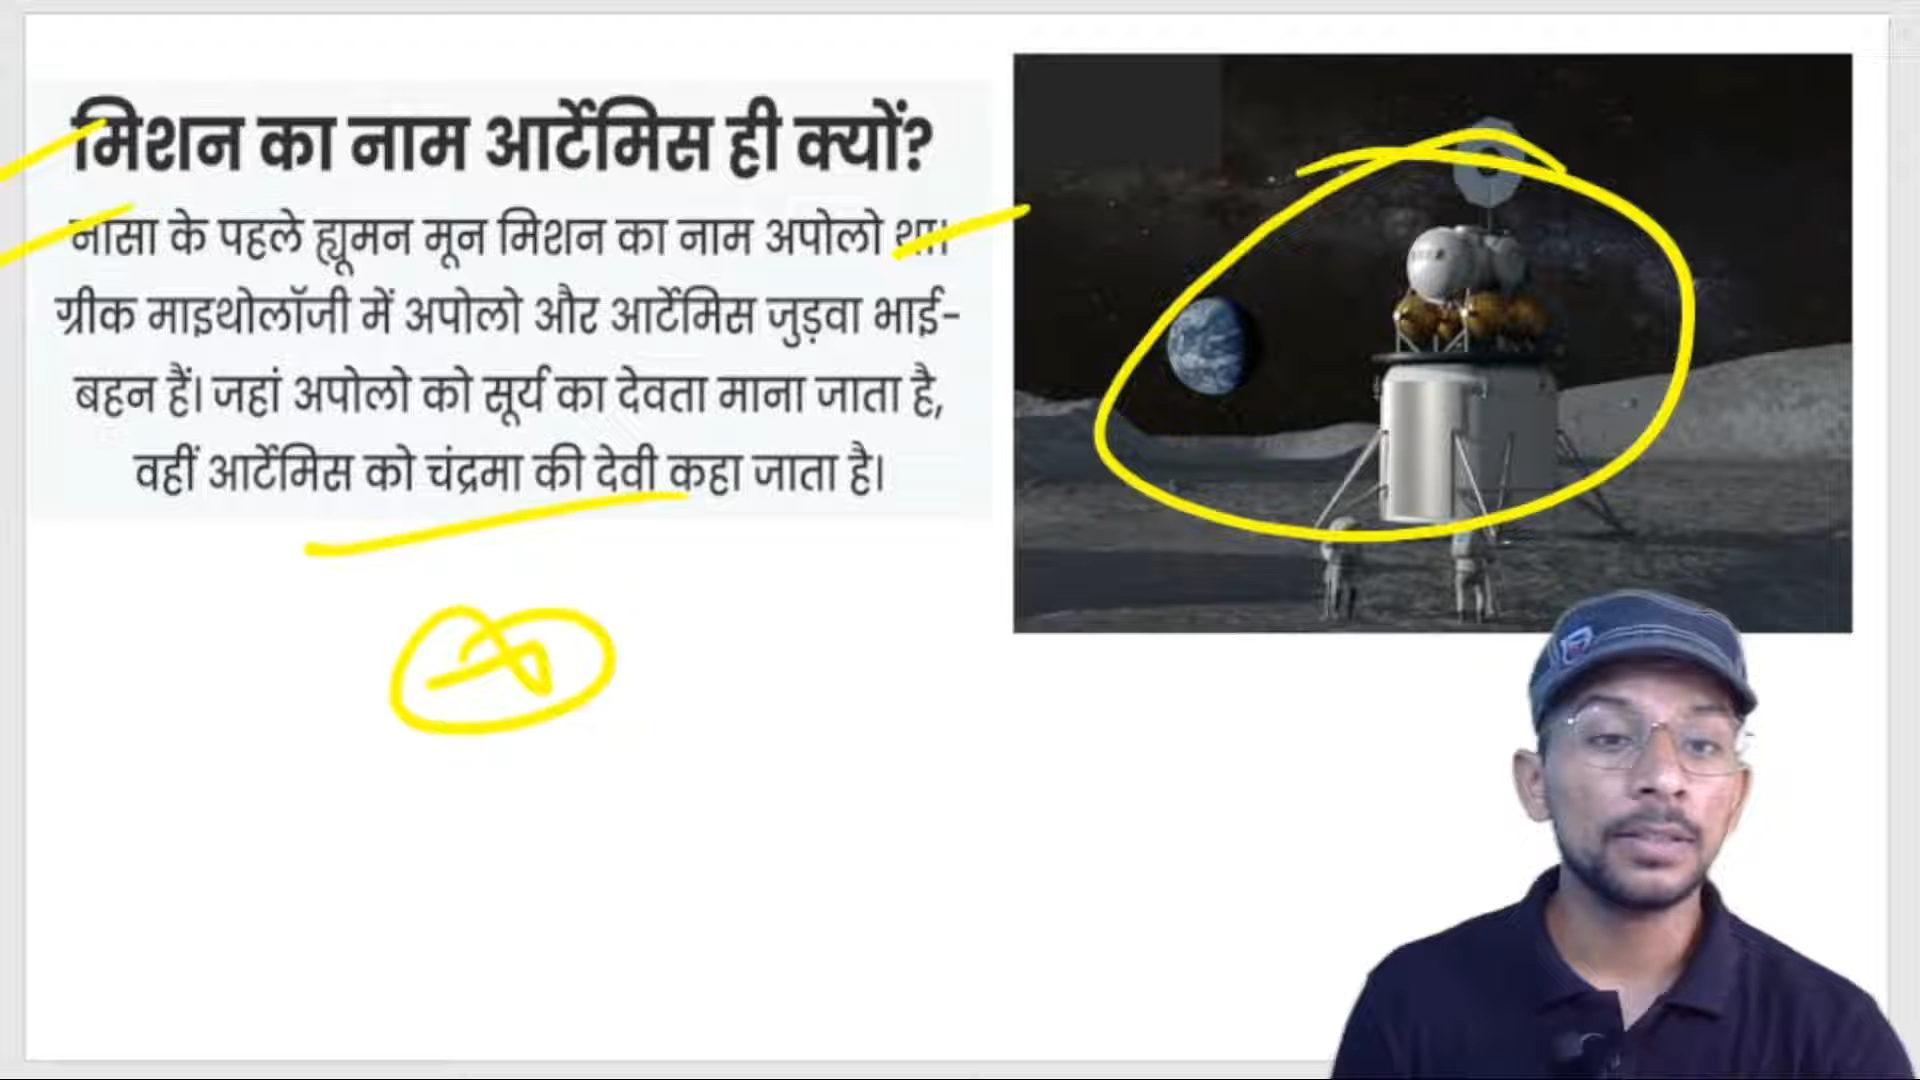 मिशन का नाम आर्टेमिस ही क्यों?
नासा के पहले ह्यूमन मून मिशन का नाम अपोलो था।
ग्रीक माइथोलॉजी में अपोलो और आर्टेमिस जुड़वा भाई-
बहन हैं। जहां अपोलो को सूर्य का देवता माना जाता है,
वहीं आर्टेमिस को चंद्रमा की देवी कहा जाता है।